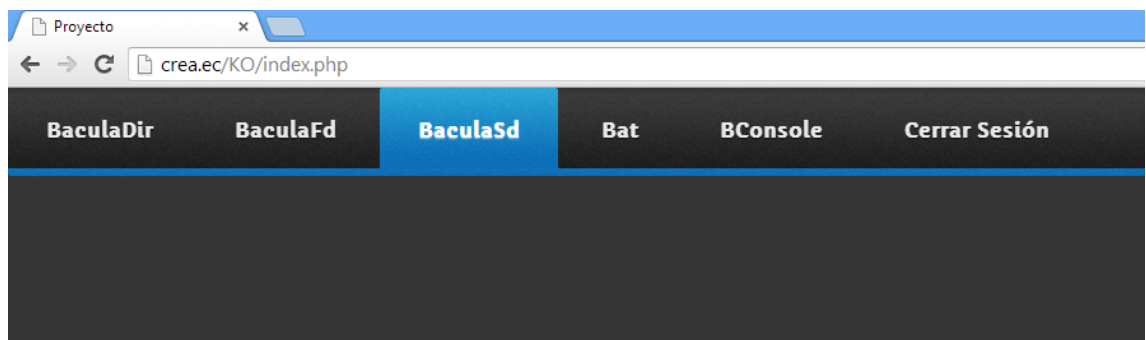 Proyecto
crea.ec/KO/index.php
BaculaDir BaculaFd BaculaSd Bat BConsole Cerrar Sesión